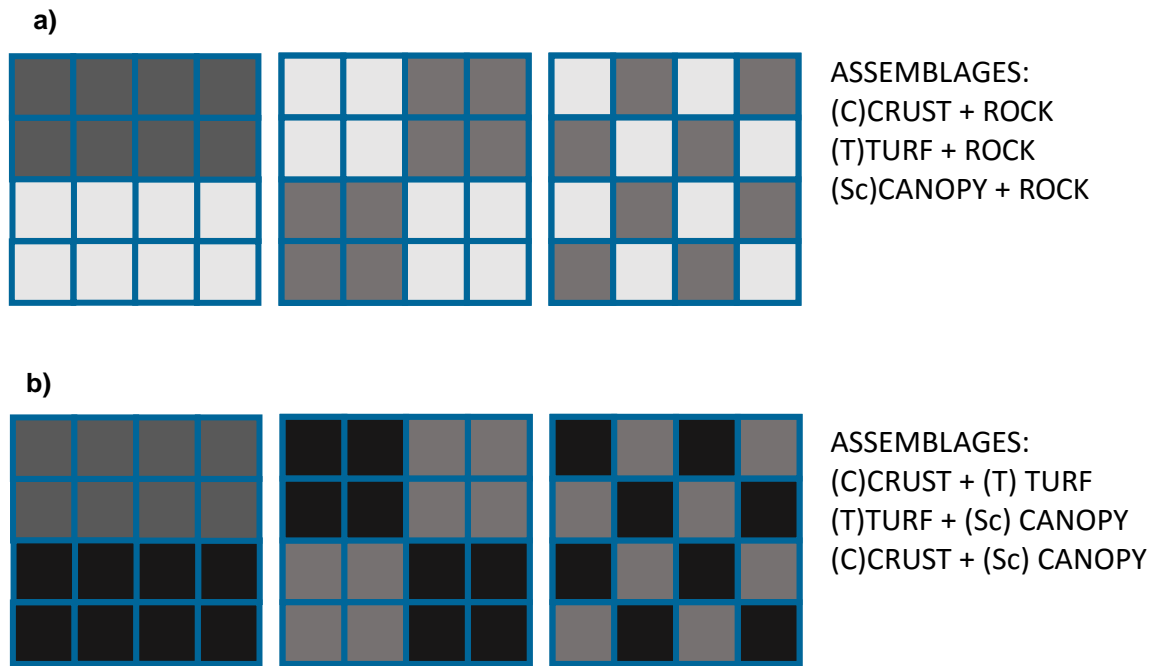 a)
ASSEMBLAGES:
(C)CRUST + ROCK
(T)TURF + ROCK
(Sc)CANOPY + ROCK
b)
ASSEMBLAGES:
(C)CRUST + (T) TURF
(T)TURF + (Sc) CANOPY
(C)CRUST + (Sc) CANOPY